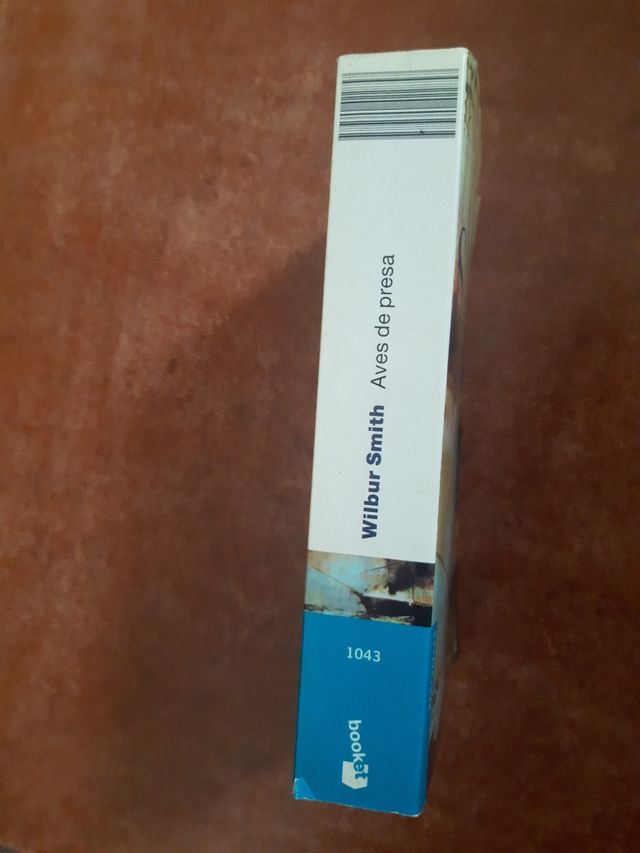 Wilbur Smith Aves de presa
1043
booket